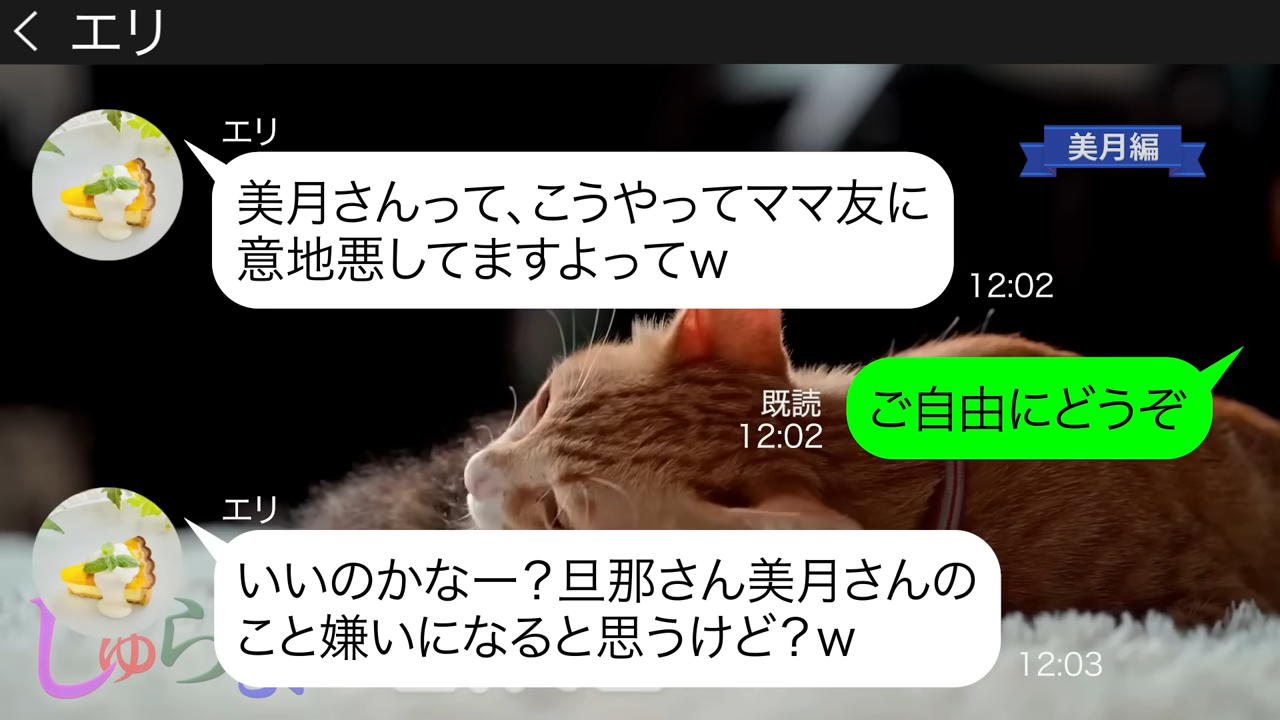 エリ
エリ
美月編
美月さんって、こうやってママ友に
意地悪してますよってw
12:02
既読
12:02
ご自由にどうぞ
エリ
いいのかなー?旦那さん美月さんの
こと嫌いになると思うけど?w
12:03
しゅら